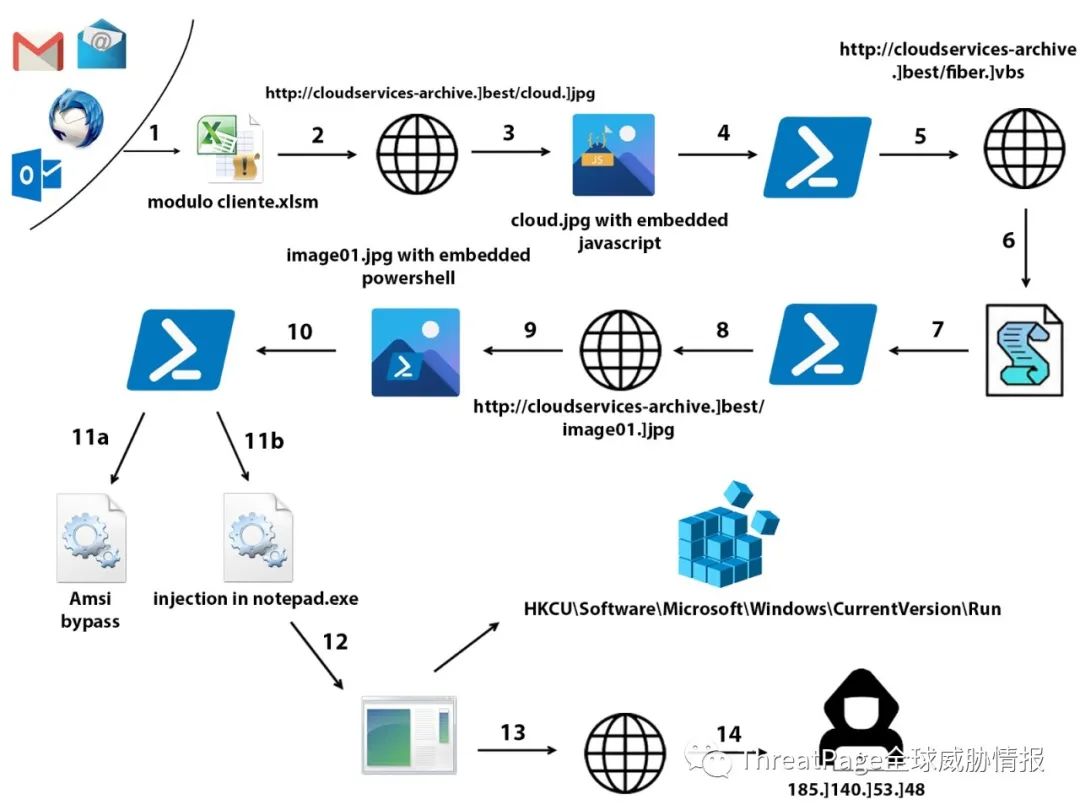 http://cloudservices-archive
.]best/fiber.]vbs
http://cloudservices-archive.]best/cloud.]jpg
1
2
3
4
5
@
X
JS
O
modulo cliente.xlsm
cloud.jpg with embedded
javascript
6
image01.jpg with embedded
powershell
10
9
8
7
http://cloudservices-archive.]best/
image01.]jpg
11a
11b
Amsi
bypass
injection in notepad.exe
HKCU\Software\Microsoft\Windows\CurrentVersion\Run
12
13
14
ThreatPage全球威胁情报
185.]140.]53.]48